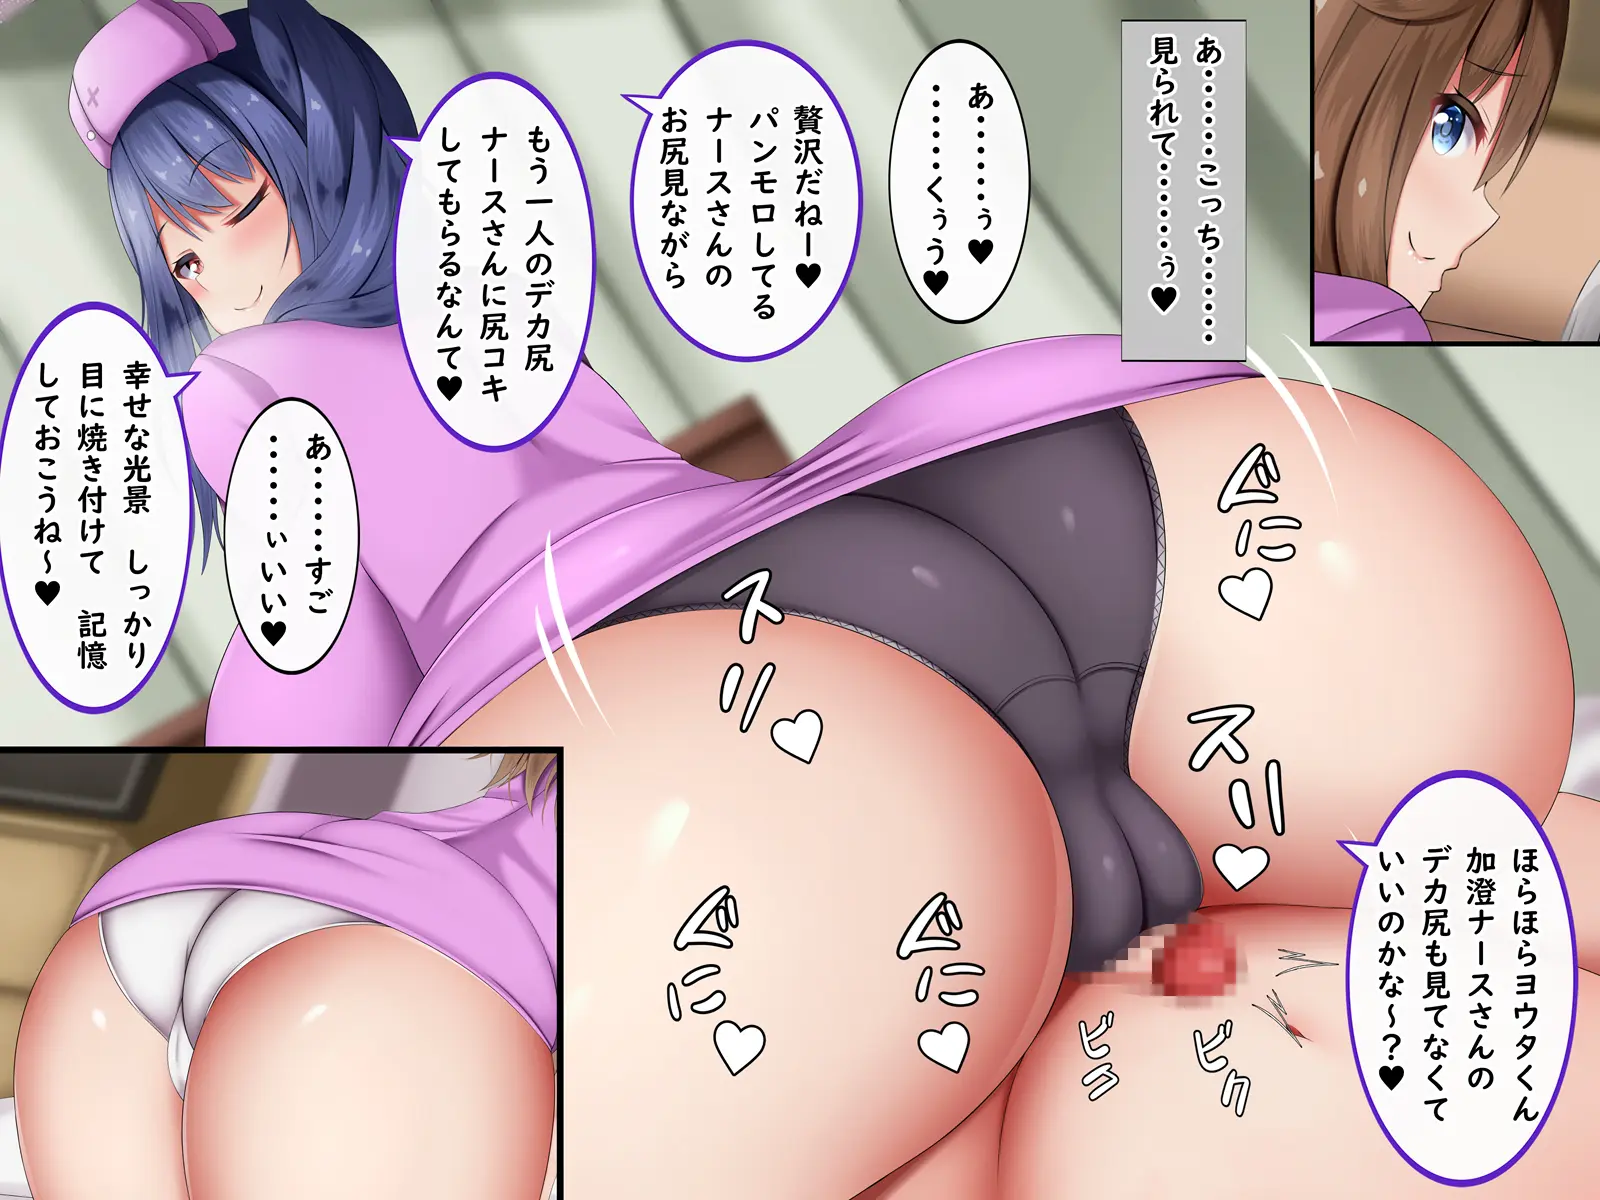 あ‥‥‥‥こっち‥‥‥‥
見られて‥‥‥‥ぅ♥
あ‥‥‥‥ぅ♥
‥‥‥‥くぅう♥
贅沢だねー♥
パンモロしてる
ナースさんの
お尻見ながら
もう一人のデカ尻
ナースさんに尻コキ
してもらるなんて♥
あ‥‥‥‥すご
‥‥‥‥ぃいい♥
幸せな光景 しっかり
目に焼き付けて 記憶
しておこうね～♥
ほらほらヨウタくん
加澄ナースさんの
デカ尻も見てなくて
いいのかな～？♥
ぐに
スリ
スリ
ぐに
ぐに
ビク
ビク